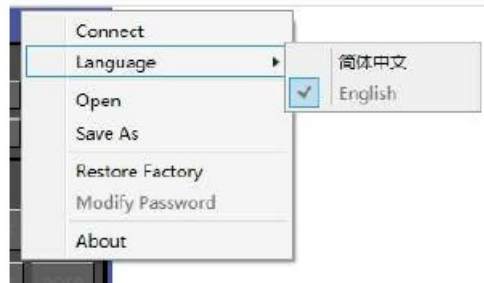 Connect
Language
简体中文
English
Open
Save As
Restore Factory
Modify Password
About